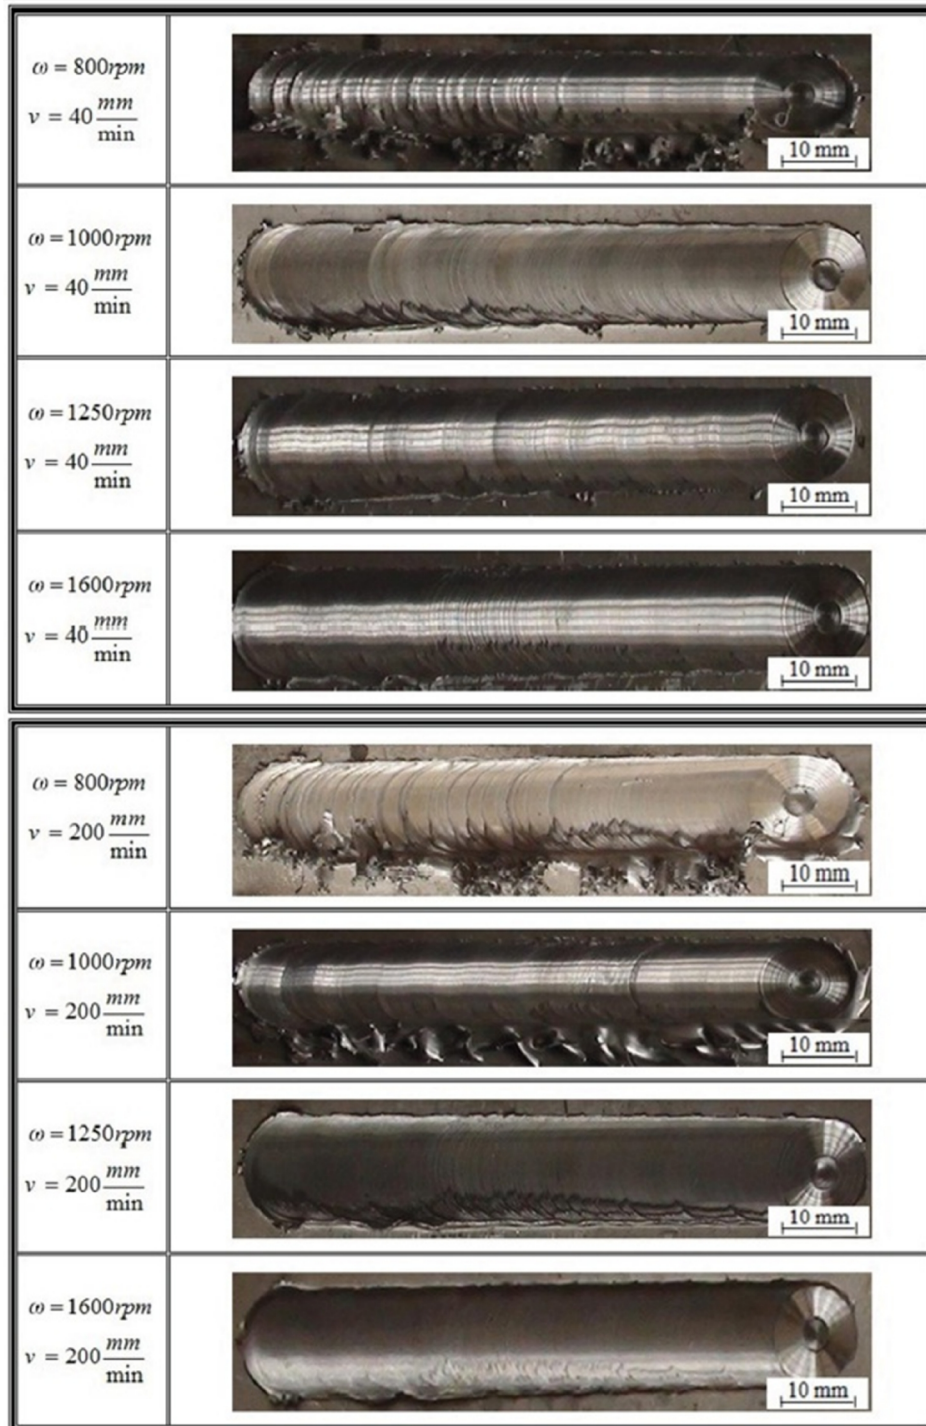 ω = 800rpm
v = 40 mm/min
10 mm
ω = 1000rpm
v = 40 mm/min
10 mm
ω = 1250rpm
v = 40 mm/min
10 mm
ω = 1600rpm
v = 40 mm/min
10 mm
ω = 800rpm
v = 200 mm/min
10 mm
ω = 1000rpm
v = 200 mm/min
10 mm
ω = 1250rpm
v = 200 mm/min
10 mm
ω = 1600rpm
v = 200 mm/min
10 mm